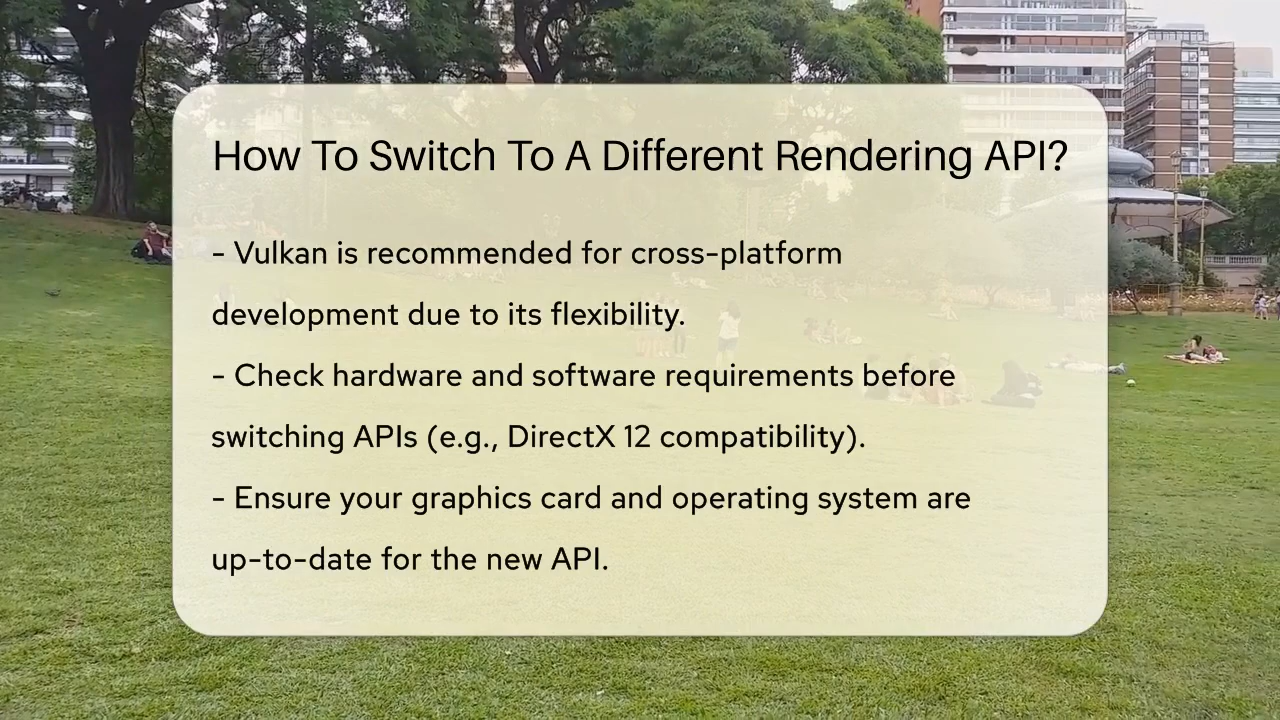 How To Switch To A Different Rendering API?
- Vulkan is recommended for cross-platform
development due to its flexibility.
- Check hardware and software requirements before
switching APIs (e.g., DirectX 12 compatibility).
- Ensure your graphics card and operating system are
up-to-date for the new API.